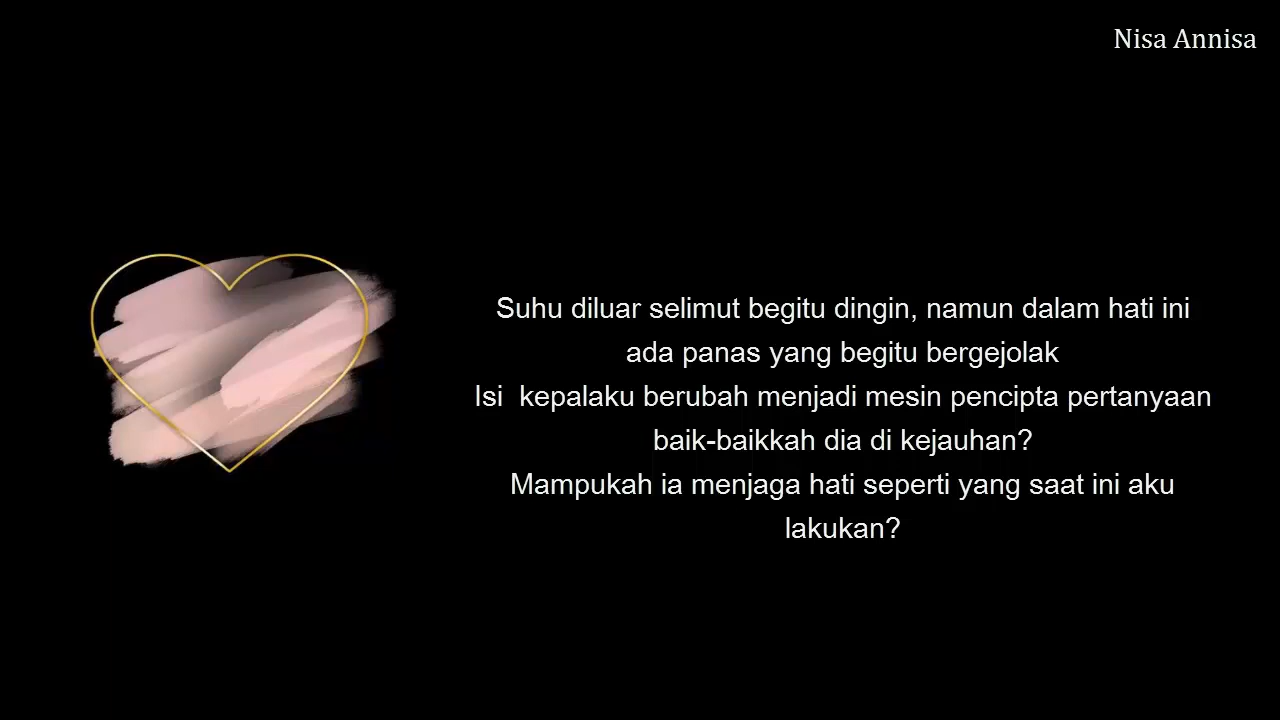 Nisa Annisa
Suhu diluar selimut begitu dingin, namun dalam hati ini
ada panas yang begitu bergejolak
Isi  kepalaku berubah menjadi mesin pencipta pertanyaan
baik-baikkah dia di kejauhan?
Mampukah ia menjaga hati seperti yang saat ini aku
lakukan?